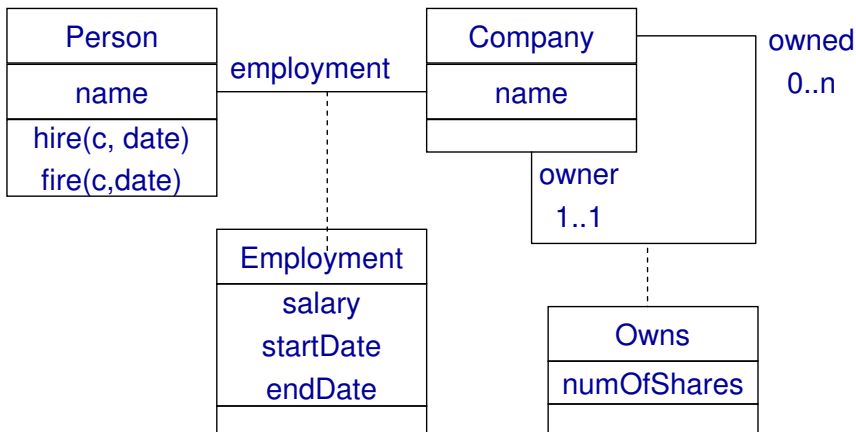 Person
name
hire(c, date)
fire(c,date)
employment
Company
name
owned
0..n
owner
1..1
Employment
salary
startDate
endDate
Owns
numOfShares